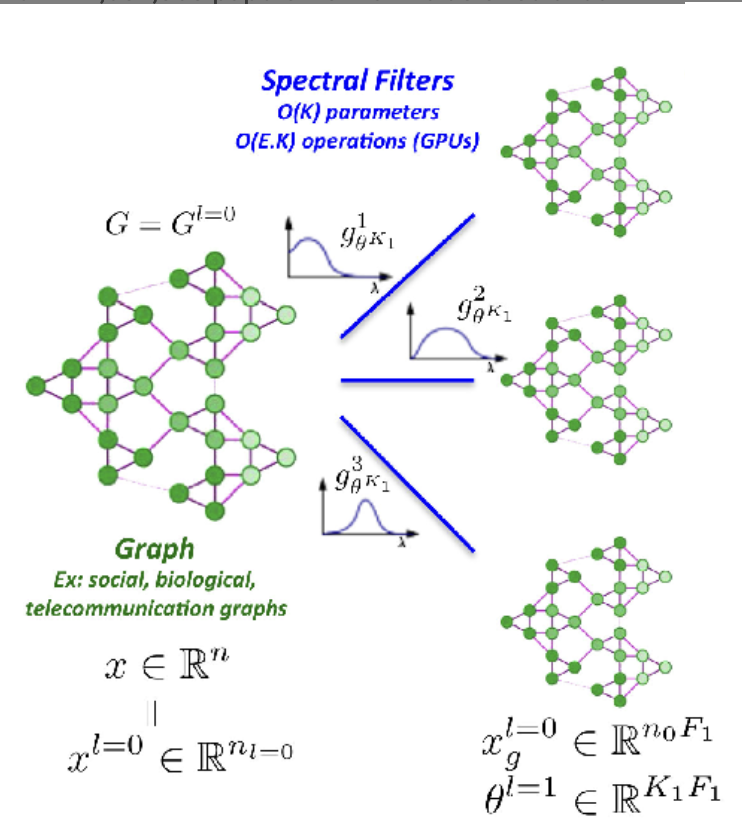 Spectral Filters
O(K) parameters
O(E.K) operations (GPUs)
G = G^{l=0}
g^1_{θ^{K_1}}
λ
g^2_{θ^{K_1}}
λ
g^3_{θ^{K_1}}
λ
Graph
Ex: social, biological,
telecommunication graphs
x ∈ ℝ^n
||
x^{l=0} ∈ ℝ^{n_{l=0}}
x_g^{l=0} ∈ ℝ^{n_0 F_1}
θ^{l=1} ∈ ℝ^{K_1 F_1}